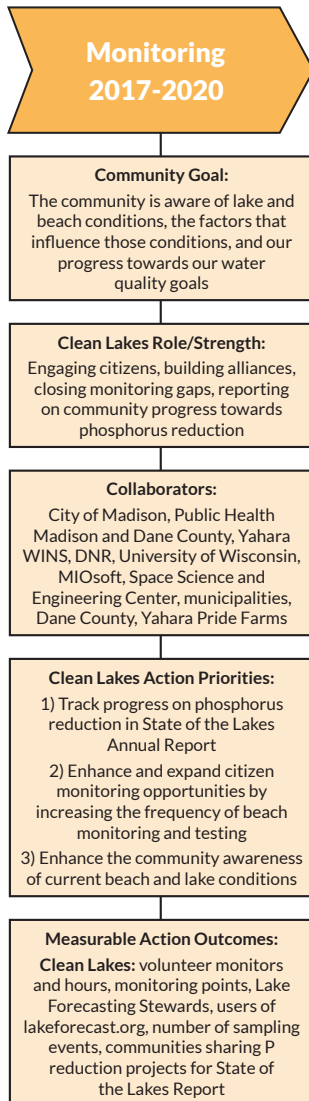 Monitoring
2017-2020
Community Goal:
The community is aware of lake and
beach conditions, the factors that
influence those conditions, and our
progress towards our water
quality goals
Clean Lakes Role/Strength:
Engaging citizens, building alliances,
closing monitoring gaps, reporting
on community progress towards
phosphorus reduction
Collaborators:
City of Madison, Public Health
Madison and Dane County, Yahara
WINS, DNR, University of Wisconsin,
MIOsoft, Space Science and
Engineering Center, municipalities,
Dane County, Yahara Pride Farms
Clean Lakes Action Priorities:
1) Track progress on phosphorus
reduction in State of the Lakes
Annual Report
2) Enhance and expand citizen
monitoring opportunities by
increasing the frequency of beach
monitoring and testing
3) Enhance the community awareness
of current beach and lake conditions
Measurable Action Outcomes:
Clean Lakes: volunteer monitors
and hours, monitoring points, Lake
Forecasting Stewards, users of
lakeforecast.org, number of sampling
events, communities sharing P
reduction projects for State of
the Lakes Report